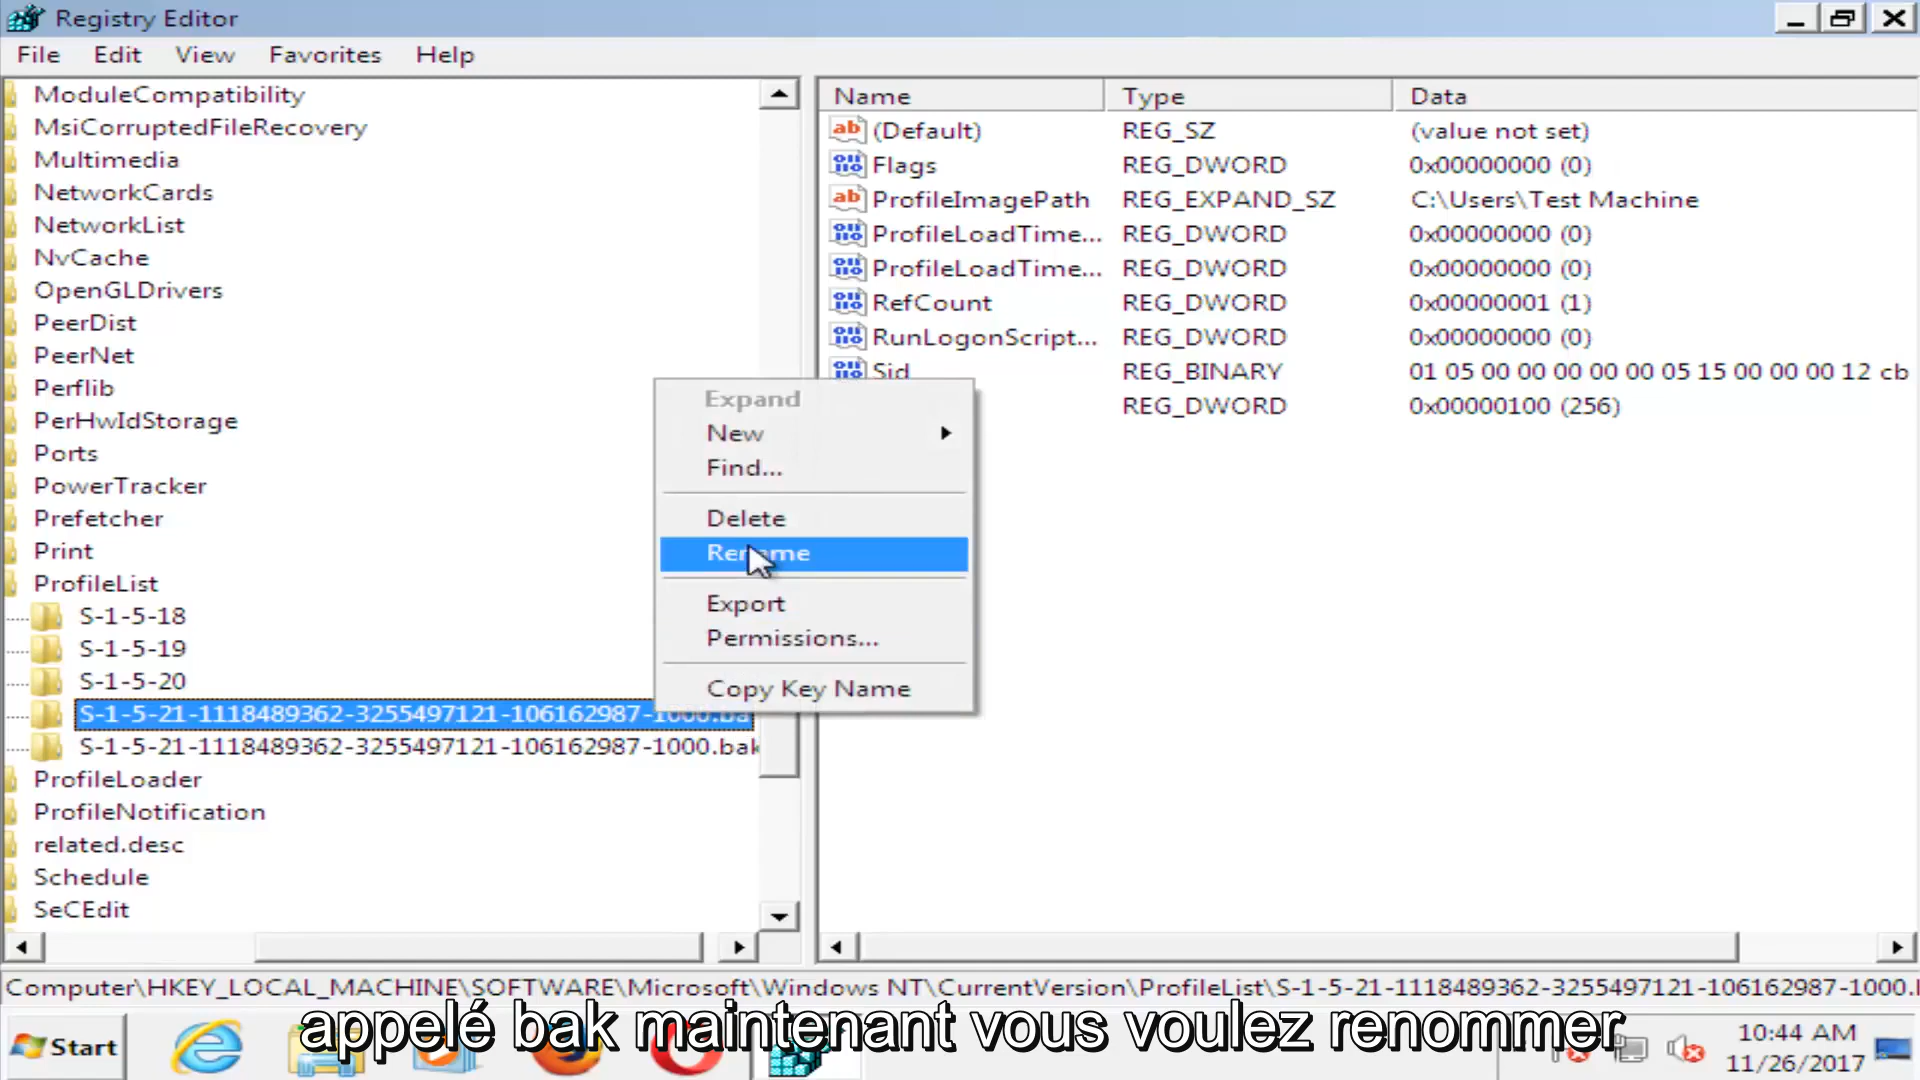 Registry Editor
File Edit View Favorites Help
ModuleCompatibility
MsiCorruptedFileRecovery
Multimedia
NetworkCards
NetworkList
NvCache
OpenGLDrivers
PeerDist
PeerNet
Perflib
PerHwIdStorage
Ports
PowerTracker
Prefetcher
Print
ProfileList
S-1-5-18
S-1-5-19
S-1-5-20
S-1-5-21-1118489362-3255497121-106162987-1000.ba
S-1-5-21-1118489362-3255497121-106162987-1000.bak
ProfileLoader
ProfileNotification
related.desc
Schedule
SeCEdit
Name Type Data
(Default) REG_SZ (value not set)
Flags REG_DWORD 0x00000000 (0)
ProfileImagePath REG_EXPAND_SZ C:\Users\Test Machine
ProfileLoadTime... REG_DWORD 0x00000000 (0)
ProfileLoadTime... REG_DWORD 0x00000000 (0)
RefCount REG_DWORD 0x00000001 (1)
RunLogonScript... REG_DWORD 0x00000000 (0)
Sid REG_BINARY 01 05 00 00 00 00 00 05 15 00 00 00 12 cb
REG_DWORD 0x00000100 (256)
Expand
New
Find...
Delete
Rename
Export
Permissions...
Copy Key Name
Computer\HKEY_LOCAL_MACHINE\SOFTWARE\Microsoft\Windows NT\CurrentVersion\ProfileList\S-1-5-21-1118489362-3255497121-106162987-1000.
appelé bak maintenant vous voulez renommer
Start
10:44 AM
11/26/2017